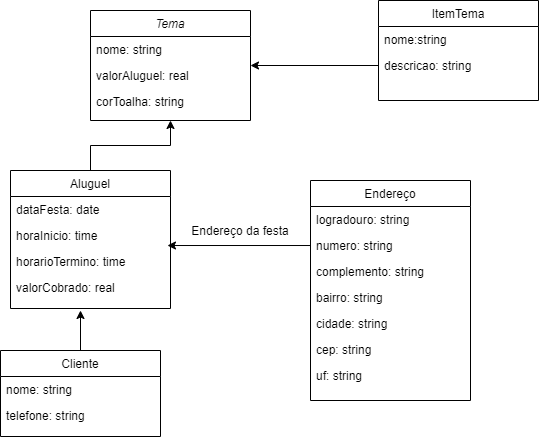 Tema
nome: string
valorAluguel: real
corToalha: string
ItemTema
nome:string
descricao: string
Aluguel
dataFesta: date
horaInicio: time
horarioTermino: time
valorCobrado: real
Endereço da festa
Endereço
logradouro: string
numero: string
complemento: string
bairro: string
cidade: string
cep: string
uf: string
Cliente
nome: string
telefone: string